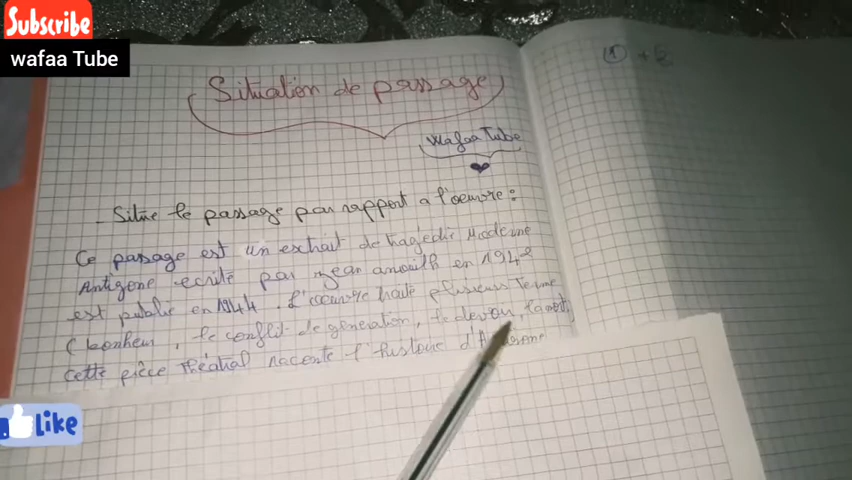 Subscribe
wafaa Tube
Situation de passage
Wafaa Tube
- Situe le passage par rapport a l'oeuvre :
Ce passage est un extrait de tragédie Moderne
Antigone ecrite par jean anouilh en 1942
est publié en 1944. l'oeuvre traite plusieurs Terme
(bonheur, le conflit de génération, le devoir, la mort,
cette pièce théatral raconte l'histoire
Like